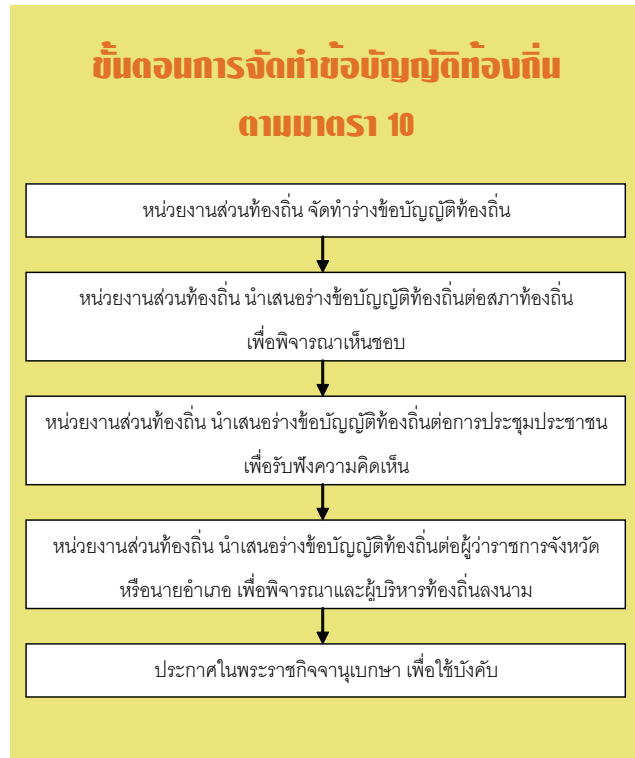 ขั้นตอนการจัดทำข้อบัญญัติท้องถิ่น
ตามมาตรา 10
หน่วยงานส่วนท้องถิ่น จัดทำร่างข้อบัญญัติท้องถิ่น
หน่วยงานส่วนท้องถิ่น นำเสนอร่างข้อบัญญัติท้องถิ่นต่อสภาท้องถิ่น
เพื่อพิจารณาเห็นชอบ
หน่วยงานส่วนท้องถิ่น นำเสนอร่างข้อบัญญัติท้องถิ่นต่อการประชุมประชาชน
เพื่อรับฟังความคิดเห็น
หน่วยงานส่วนท้องถิ่น นำเสนอร่างข้อบัญญัติท้องถิ่นต่อผู้ว่าราชการจังหวัด
หรือนายอำเภอ เพื่อพิจารณาและผู้บริหารท้องถิ่นลงนาม
ประกาศในพระราชกิจจานุเบกษา เพื่อใช้บังคับ